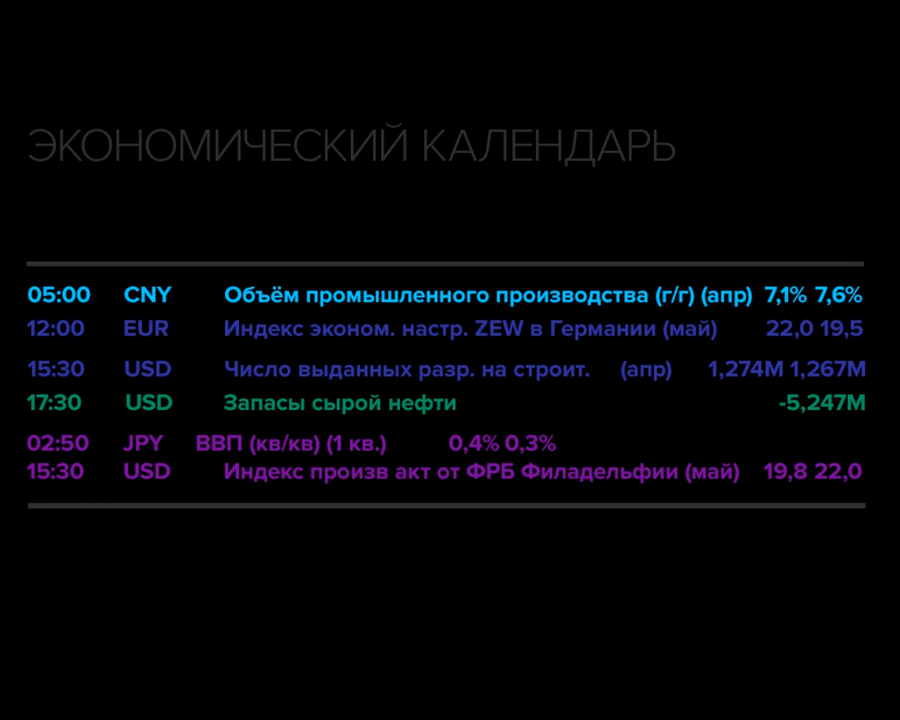 ЭКОНОМИЧЕСКИЙ КАЛЕНДАРЬ
05:00 CNY Объём промышленного производства (г/г) (апр) 7,1% 7,6%
12:00 EUR Индекс эконом. настр. ZEW в Германии (май) 22,0 19,5
15:30 USD Число выданных разр. на строит. (апр) 1,274М 1,267М
17:30 USD Запасы сырой нефти -5,247М
02:50 JPY ВВП (кв/кв) (1 кв.) 0,4% 0,3%
15:30 USD Индекс произв акт от ФРБ Филадельфии (май) 19,8 22,0